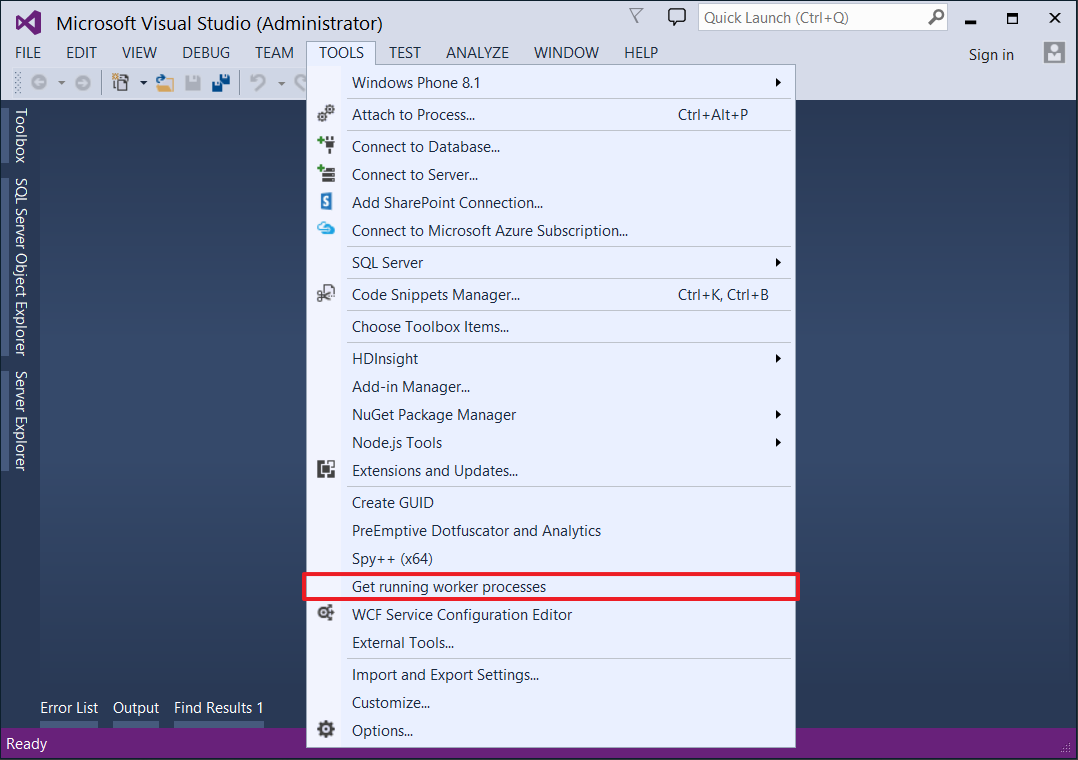 Microsoft Visual Studio (Administrator)
Quick Launch (Ctrl+Q)
FILE EDIT VIEW DEBUG TEAM TOOLS TEST ANALYZE WINDOW HELP
Sign in
Toolbox
SQL Server Object Explorer
Server Explorer
Windows Phone 8.1
Attach to Process... Ctrl+Alt+P
Connect to Database...
Connect to Server...
Add SharePoint Connection...
Connect to Microsoft Azure Subscription...
SQL Server
Code Snippets Manager... Ctrl+K, Ctrl+B
Choose Toolbox Items...
HDInsight
Add-in Manager...
NuGet Package Manager
Node.js Tools
Extensions and Updates...
Create GUID
PreEmptive Dotfuscator and Analytics
Spy++ (x64)
Get running worker processes
WCF Service Configuration Editor
External Tools...
Import and Export Settings...
Customize...
Options...
Error List Output Find Results 1
Ready